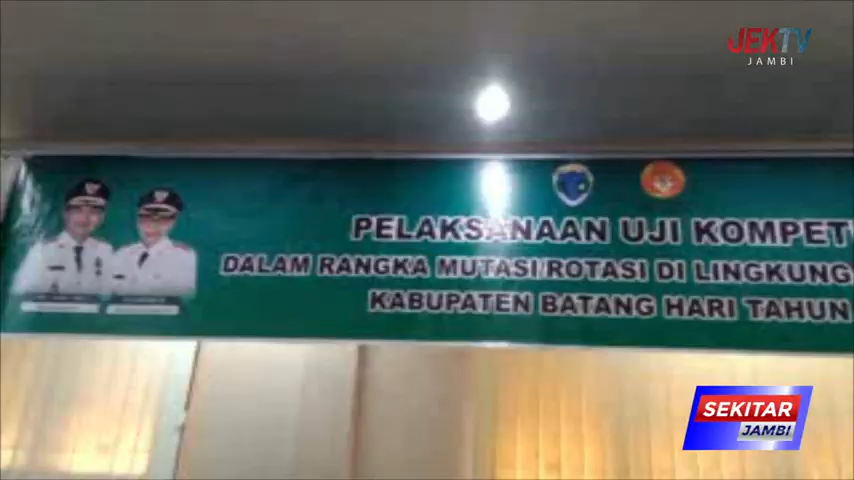 JEKTV
JAMBI
PELAKSANAAN UJI KOMPET
DALAM RANGKA MUTASI/ROTASI DI LINGKUNG
KABUPATEN BATANG HARI TAHUN
SEKITAR
JAMBI